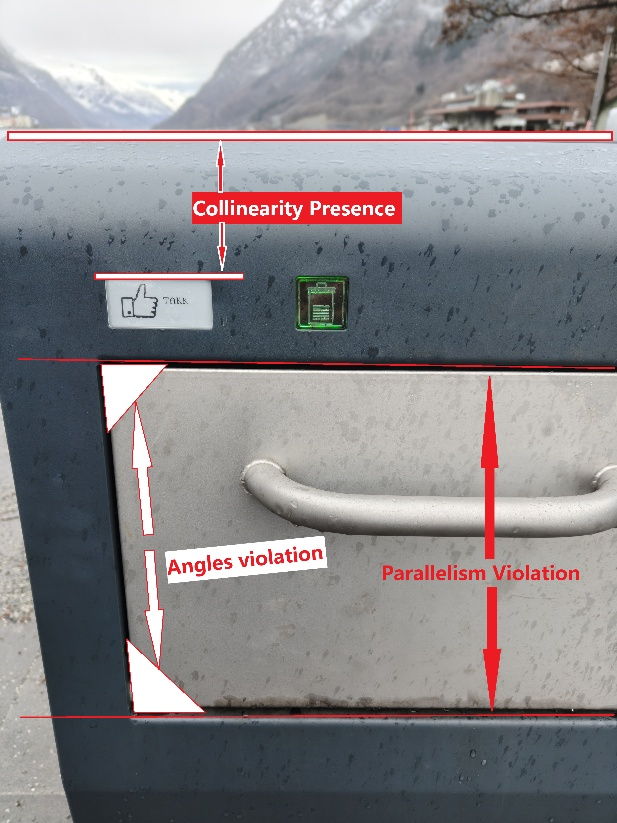 Collinearity Presence
TORK
Angles violation
Parallelism Violation